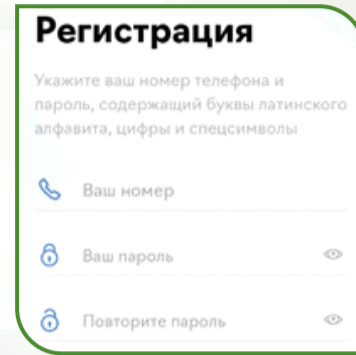 Регистрация
Укажите ваш номер телефона и
пароль, содержащий буквы латинского
алфавита, цифры и спецсимволы
Ваш номер
Ваш пароль
Повторите пароль